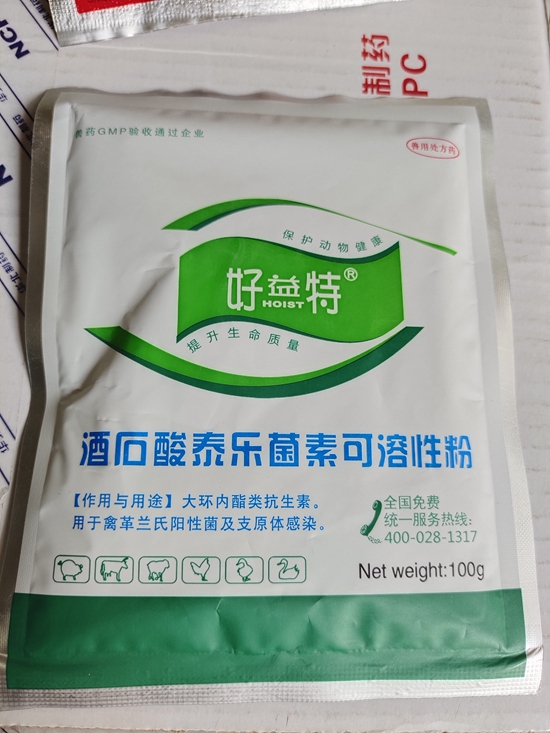 制药
PC
兽药GMP验收通过企业
兽用处方药
保护动物健康
好益特®
HOIST
提升生命质量
酒石酸泰乐菌素可溶性粉
【作用与用途】大环内酯类抗生素。
用于禽革兰氏阳性菌及支原体感染。
全国免费
统一服务热线:
400-028-1317
Net weight:100g